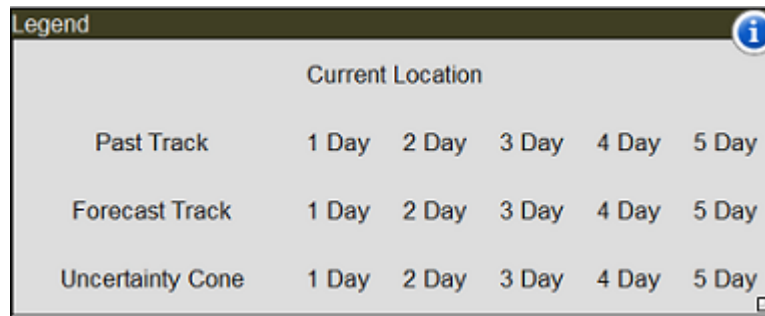 Legend
Current Location
Past Track 1 Day 2 Day 3 Day 4 Day 5 Day
Forecast Track 1 Day 2 Day 3 Day 4 Day 5 Day
Uncertainty Cone 1 Day 2 Day 3 Day 4 Day 5 Day